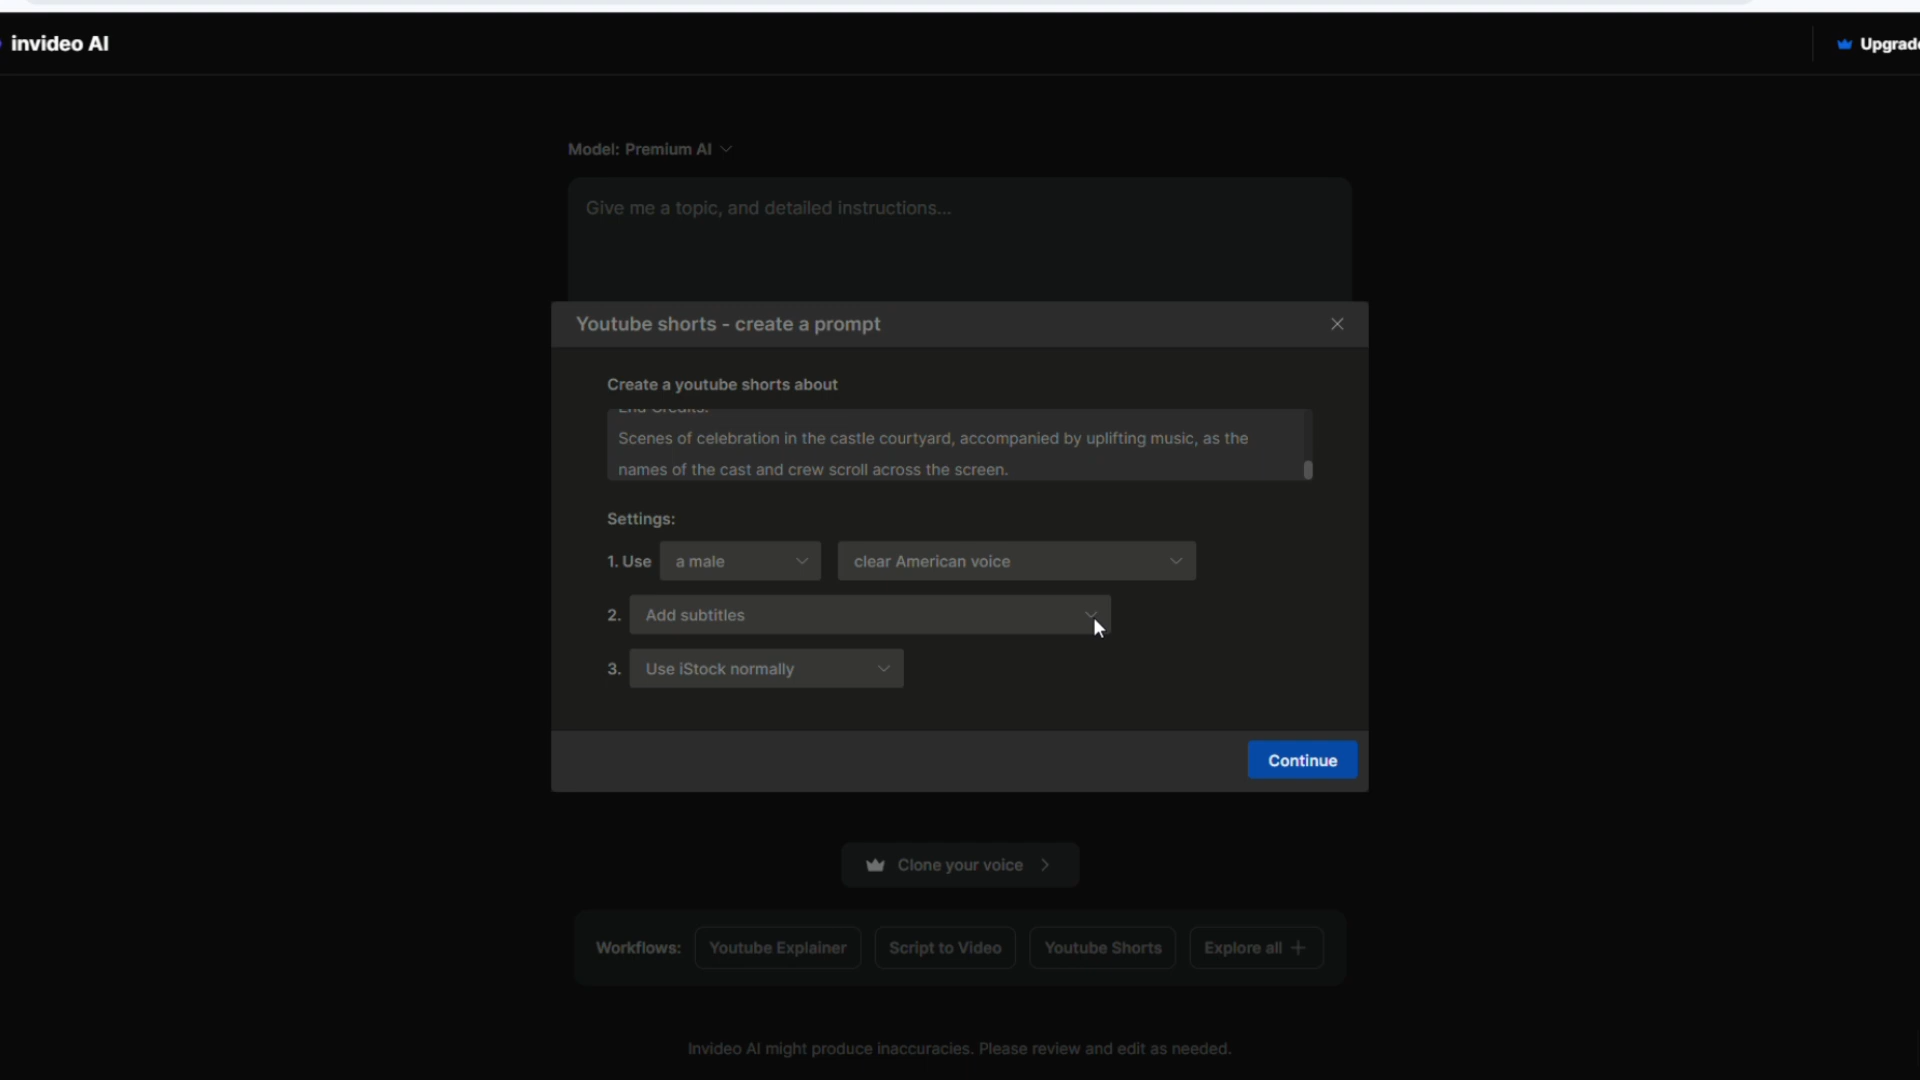 invideo AI
Upgrade
Model: Premium AI
Give me a topic, and detailed instructions...
Youtube shorts - create a prompt
Create a youtube shorts about
End Credits:
Scenes of celebration in the castle courtyard, accompanied by uplifting music, as the
names of the cast and crew scroll across the screen.
Settings:
1. Use a male clear American voice
2. Add subtitles
3. Use iStock normally
Continue
Clone your voice
Workflows: Youtube Explainer Script to Video Youtube Shorts Explore all +
Invideo AI might produce inaccuracies. Please review and edit as needed.